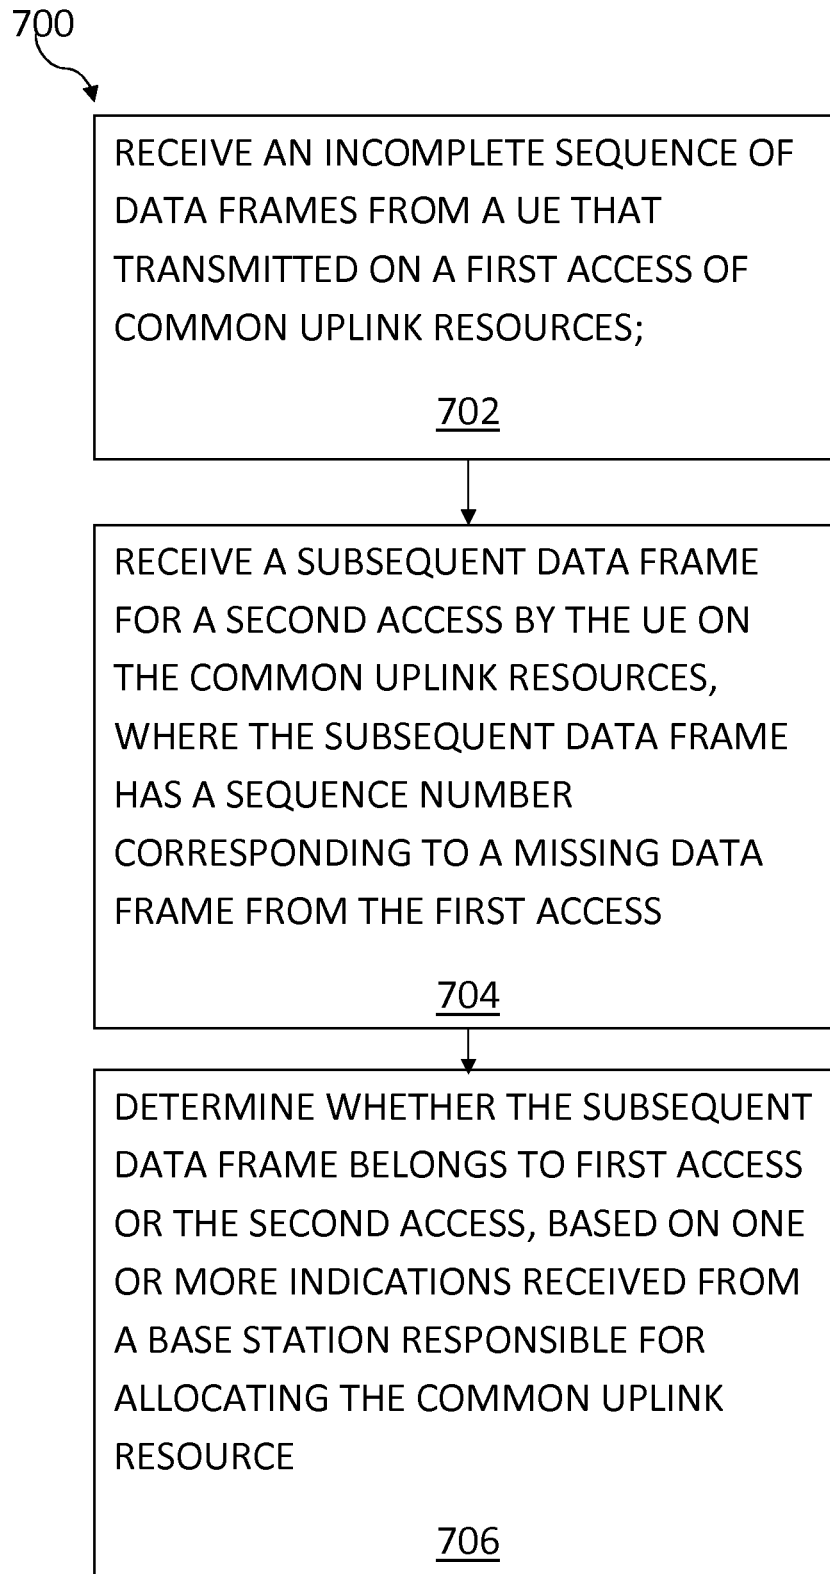 700
RECEIVE AN INCOMPLETE SEQUENCE OF
DATA FRAMES FROM A UE THAT
TRANSMITTED ON A FIRST ACCESS OF
COMMON UPLINK RESOURCES;
702
RECEIVE A SUBSEQUENT DATA FRAME
FOR A SECOND ACCESS BY THE UE ON
THE COMMON UPLINK RESOURCES,
WHERE THE SUBSEQUENT DATA FRAME
HAS A SEQUENCE NUMBER
CORRESPONDING TO A MISSING DATA
FRAME FROM THE FIRST ACCESS
704
DETERMINE WHETHER THE SUBSEQUENT
DATA FRAME BELONGS TO FIRST ACCESS
OR THE SECOND ACCESS, BASED ON ONE
OR MORE INDICATIONS RECEIVED FROM
A BASE STATION RESPONSIBLE FOR
ALLOCATING THE COMMON UPLINK
RESOURCE
706